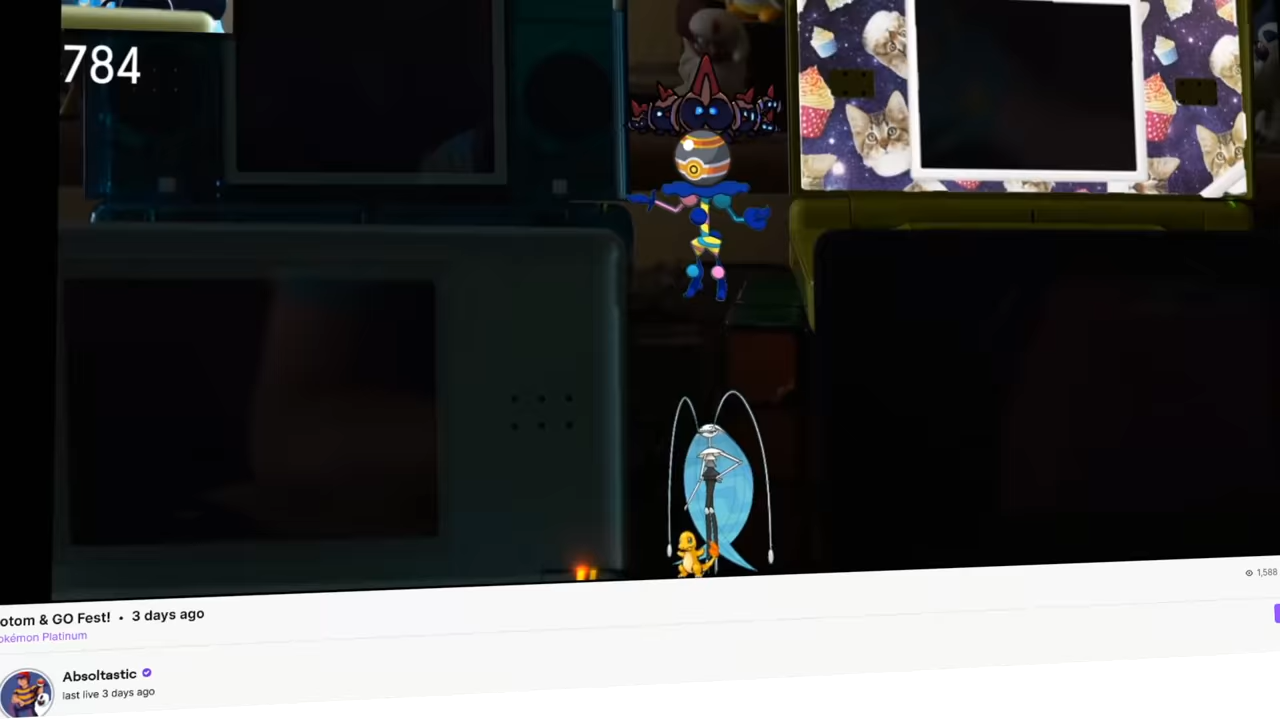 784
otom & GO Fest! • 3 days ago
1,588
okémon Platinum
Absoltastic
last live 3 days ago